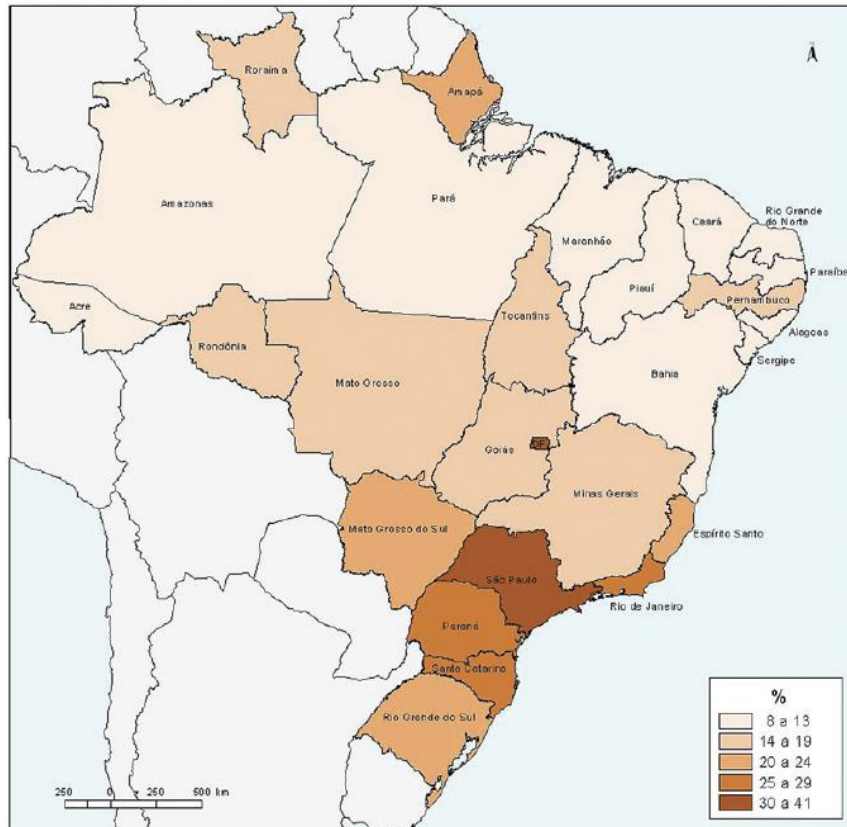 Ā
Roraima
Amapá
Amazonas
Pará
Maranhão
Ceará
Rio Grande
do Norte
Paraíba
Piauí
Pernambuco
Acre
Alagoas
Sergipe
Rondônia
Tocantins
Bahia
Mato Grosso
Goiás
DF
Minas Gerais
Mato Grosso do Sul
Espírito Santo
São Paulo
Rio de Janeiro
Paraná
Santa Catarina
Rio Grande do Sul
%
8 a 13
14 a 19
20 a 24
25 a 29
30 a 41
250 0 250 500 km